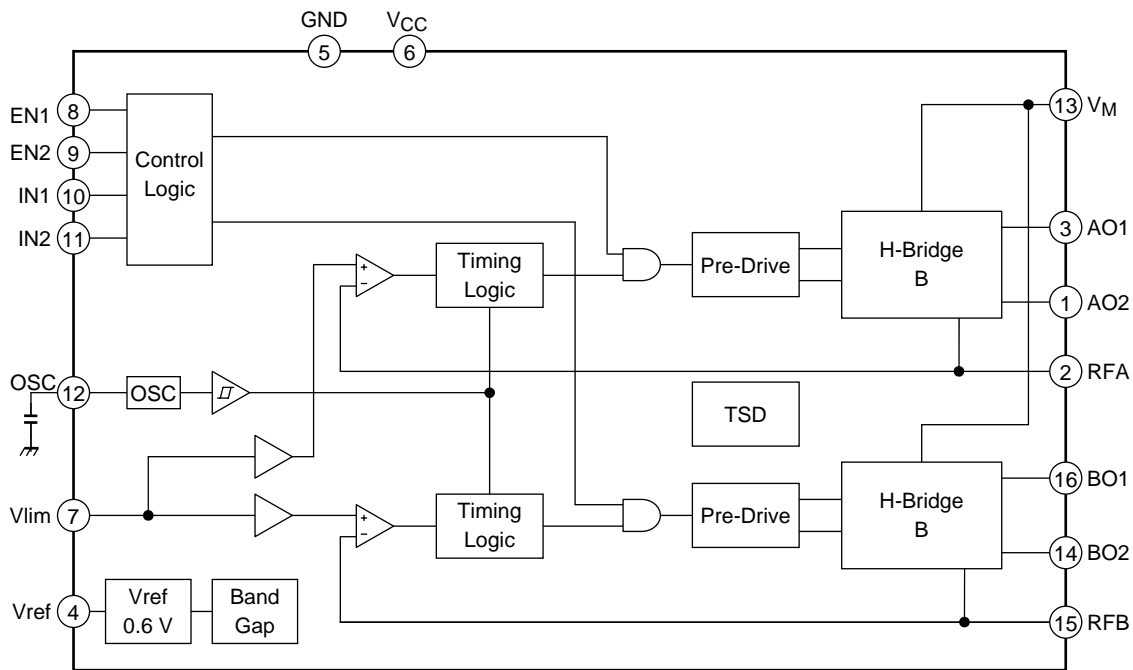 GND
VCC
5
6
EN1
8
EN2
9
IN1
10
IN2
11
Control
Logic
13
VM
3
AO1
H-Bridge
B
1
AO2
Pre-Drive
Timing
Logic
+
−
2
RFA
OSC
12
OSC
TSD
16
BO1
H-Bridge
B
14
BO2
Pre-Drive
Timing
Logic
+
−
Vlim
7
Vref
4
Vref
0.6 V
Band
Gap
15
RFB